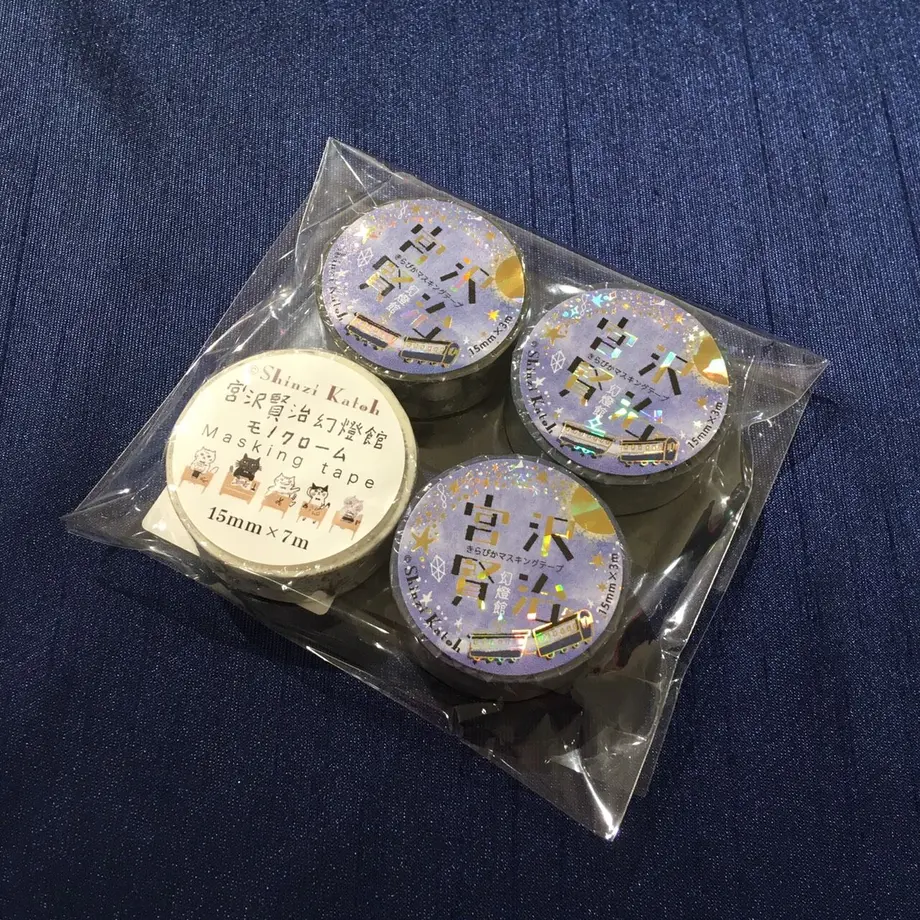 宮沢
きらぴかマスキングテープ
賢治
幻燈館
Shinzi Katoh
15mm×3m
宮沢
きらぴかマスキングテープ
賢治
幻燈館
©Shinzi Katoh
15mm×3m
©Shinzi Katoh
宮沢賢治幻燈館
モノクローム
Masking tape
15mm×7m
宮沢
きらぴかマスキングテープ
賢治
幻燈館
©Shinzi Katoh
15mm×3m